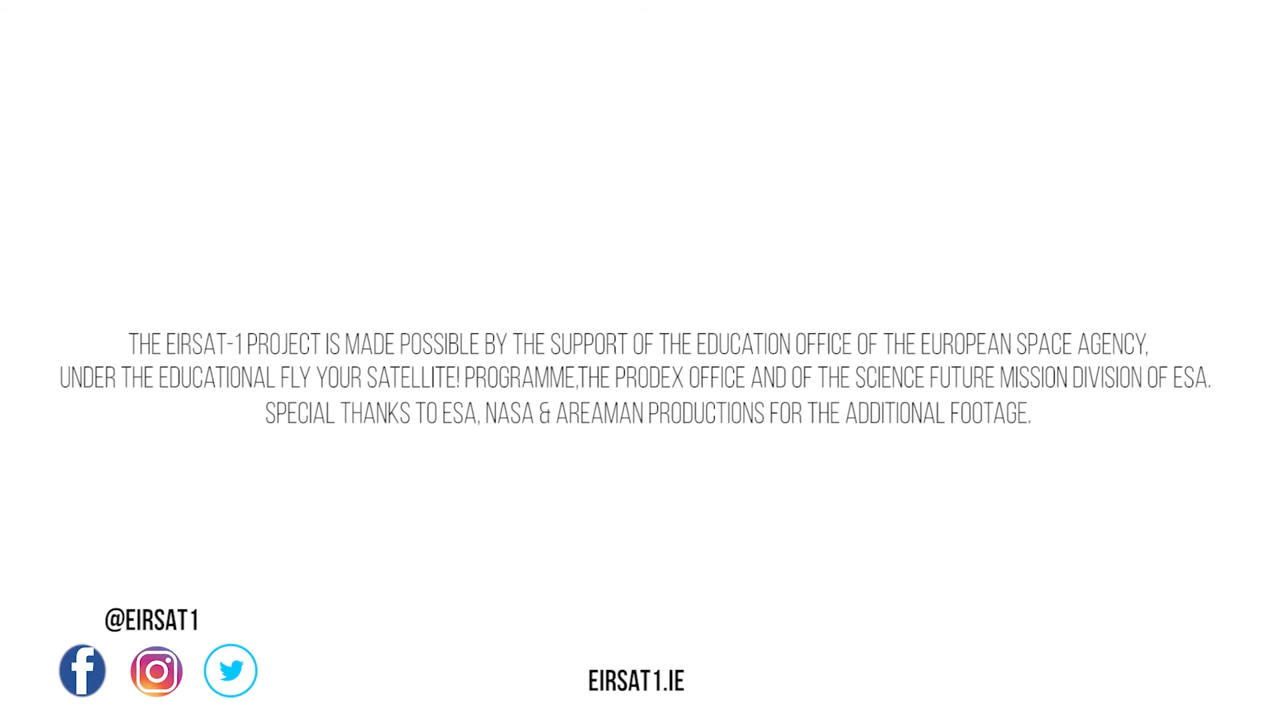 THE EIRSAT-1 PROJECT IS MADE POSSIBLE BY THE SUPPORT OF THE EDUCATION OFFICE OF THE EUROPEAN SPACE AGENCY,
UNDER THE EDUCATIONAL FLY YOUR SATELLITE! PROGRAMME,THE PRODEX OFFICE AND OF THE SCIENCE FUTURE MISSION DIVISION OF ESA.
SPECIAL THANKS TO ESA, NASA & AREAMAN PRODUCTIONS FOR THE ADDITIONAL FOOTAGE.
@EIRSAT1
EIRSAT1.IE